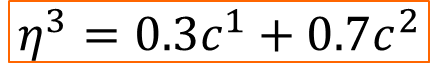 η³ = 0.3c¹ + 0.7c²